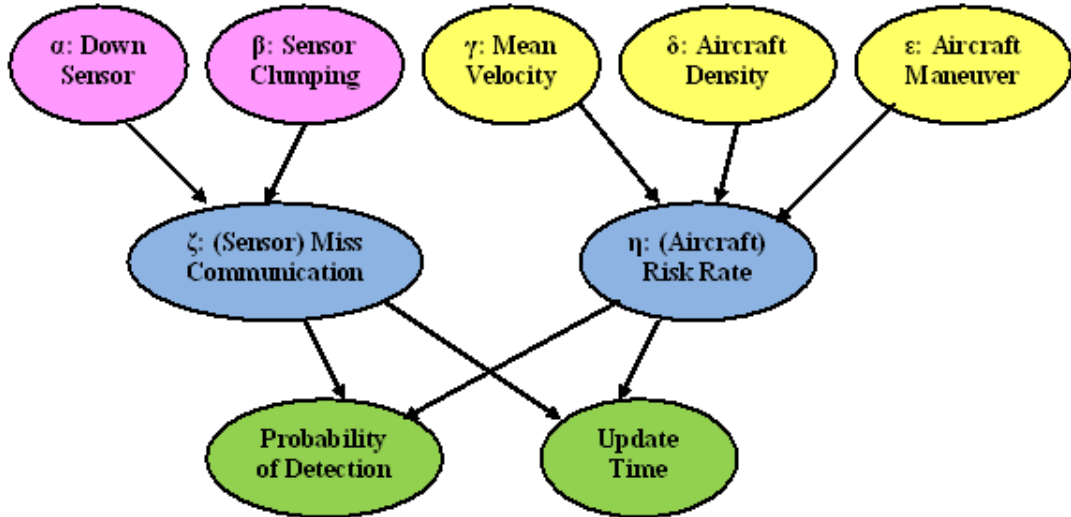 α: Down
Sensor
β: Sensor
Clumping
γ: Mean
Velocity
δ: Aircraft
Density
ε: Aircraft
Maneuver
ζ: (Sensor) Miss
Communication
η: (Aircraft)
Risk Rate
Probability
of Detection
Update
Time